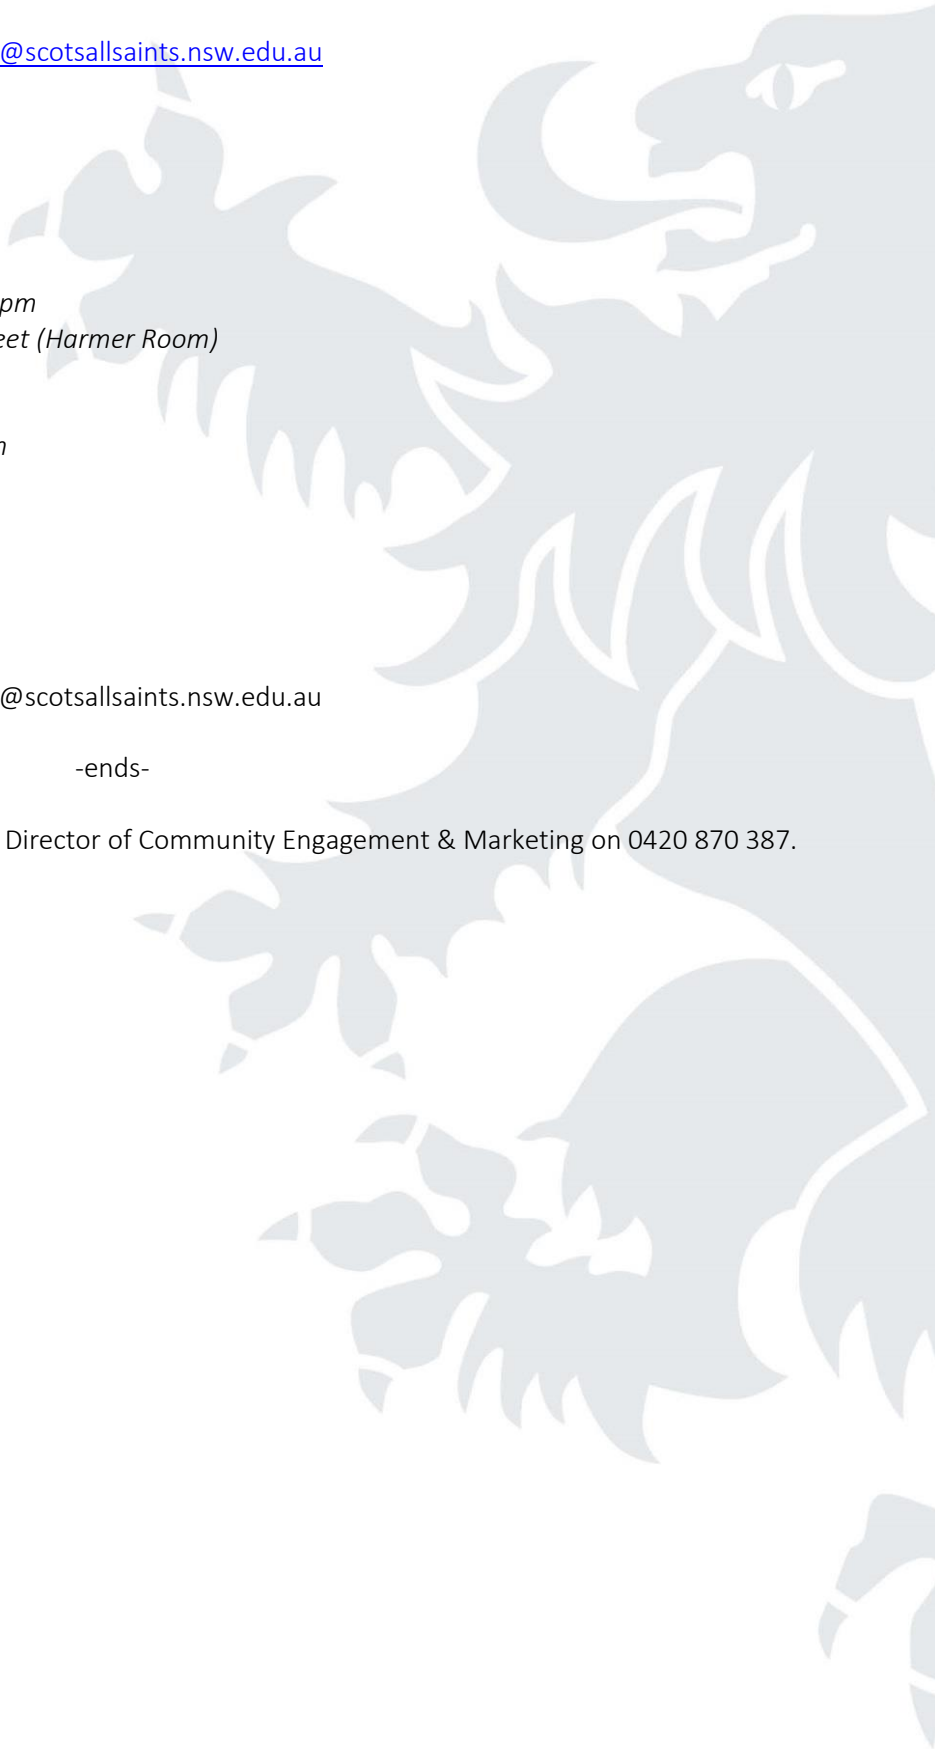 @scotsallsaints.nsw.edu.au
pm
eet (Harmer Room)
@scotsallsaints.nsw.edu.au
-ends-
Director of Community Engagement & Marketing on 0420 870 387.